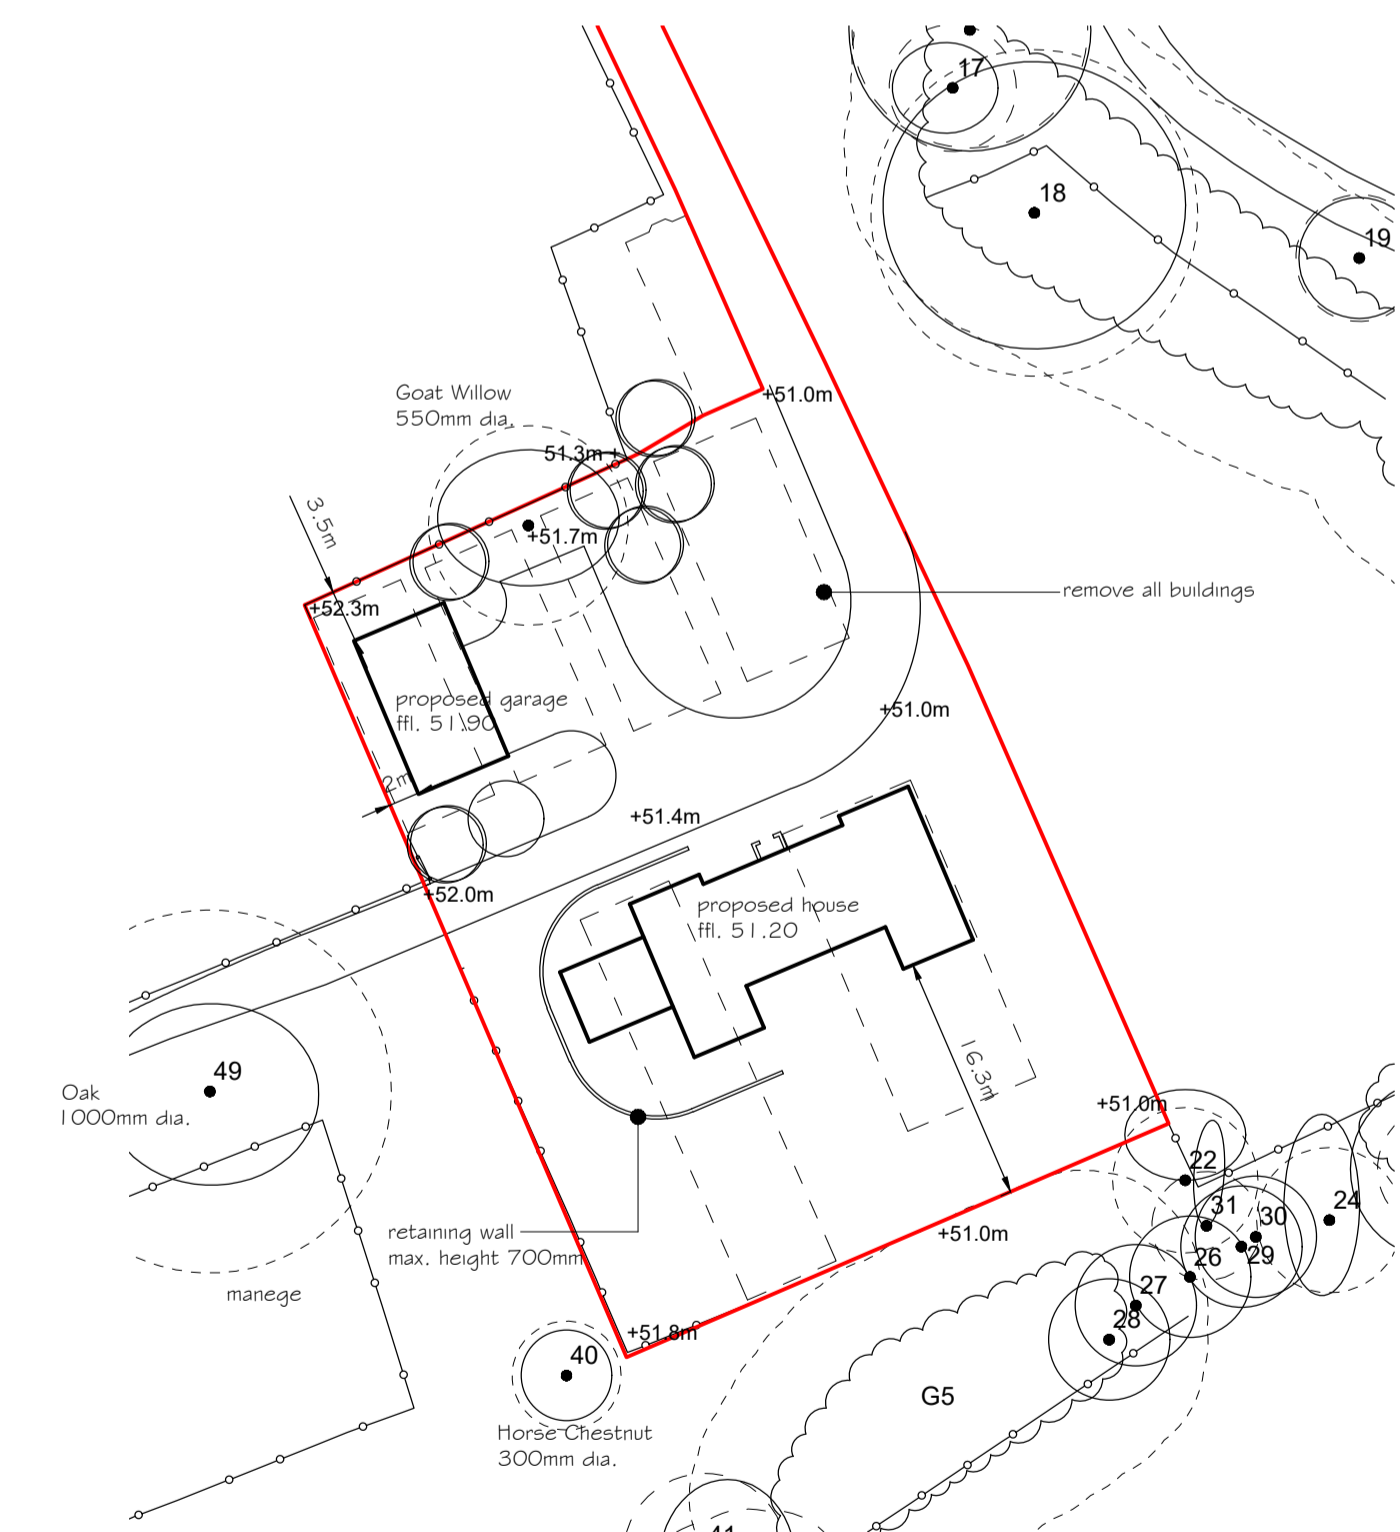 17
18
19
Goat Willow
550mm dia.
+51.0m
51.3m +
3.5m
+51.7m
remove all buildings
+52.3m
proposed garage
ffl. 51.90
+51.0m
2m
+51.4m
+52.0m
proposed house
ffl. 51.20
49
Oak
1000mm dia.
16.3m
+51.0m
22
31
30
24
29
26
27
28
retaining wall
max. height 700mm
+51.0m
manege
+51.8m
40
G5
Horse Chestnut
300mm dia.
41